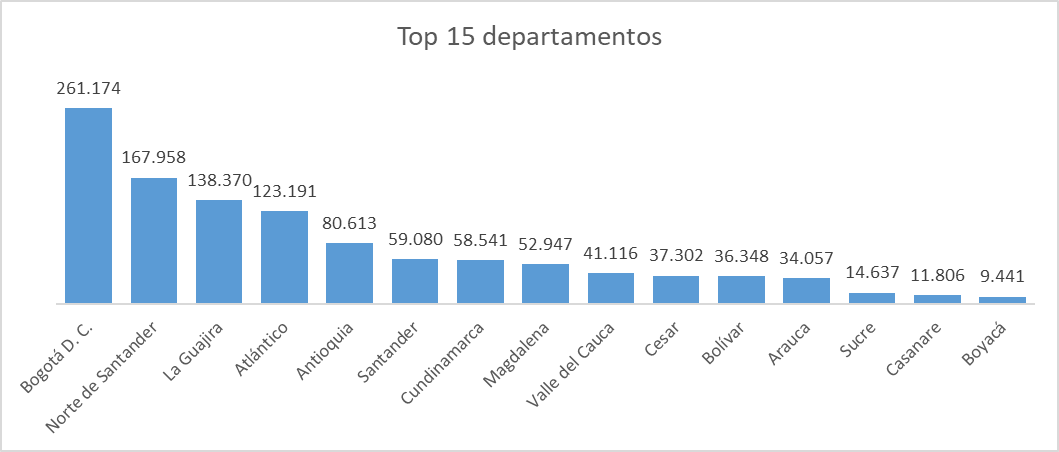 Top 15 departamentos
261.174
167.958
138.370
123.191
80.613
59.080
58.541
52.947
41.116
37.302
36.348
34.057
14.637
11.806
9.441
Bogotá D. C.
Norte de Santander
La Guajira
Atlántico
Antioquia
Santander
Cundinamarca
Magdalena
Valle del Cauca
Cesar
Bolívar
Arauca
Sucre
Casanare
Boyacá